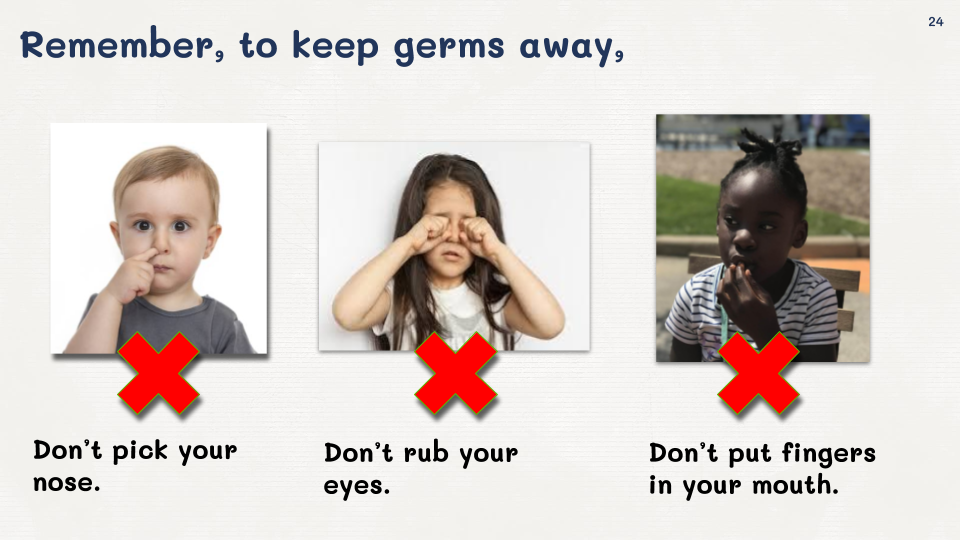 24
Remember, to keep germs away,
Don't pick your
nose.
Don't rub your
eyes.
Don't put fingers
in your mouth.